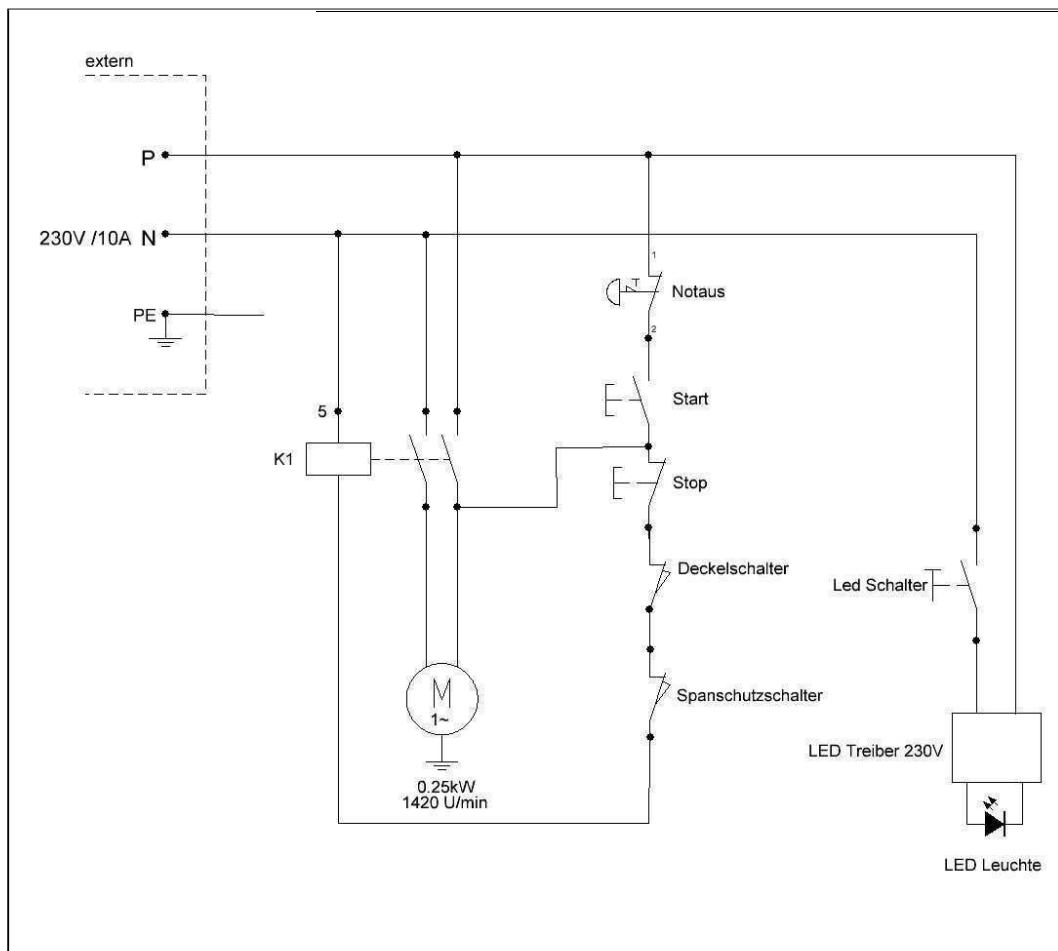 extern
P
230V /10A N
PE
1
Notaus
2
Start
5
K1
Stop
Deckelschalter
Led Schalter
Spanschutzschalter
M
1~
LED Treiber 230V
0.25kW
1420 U/min
LED Leuchte